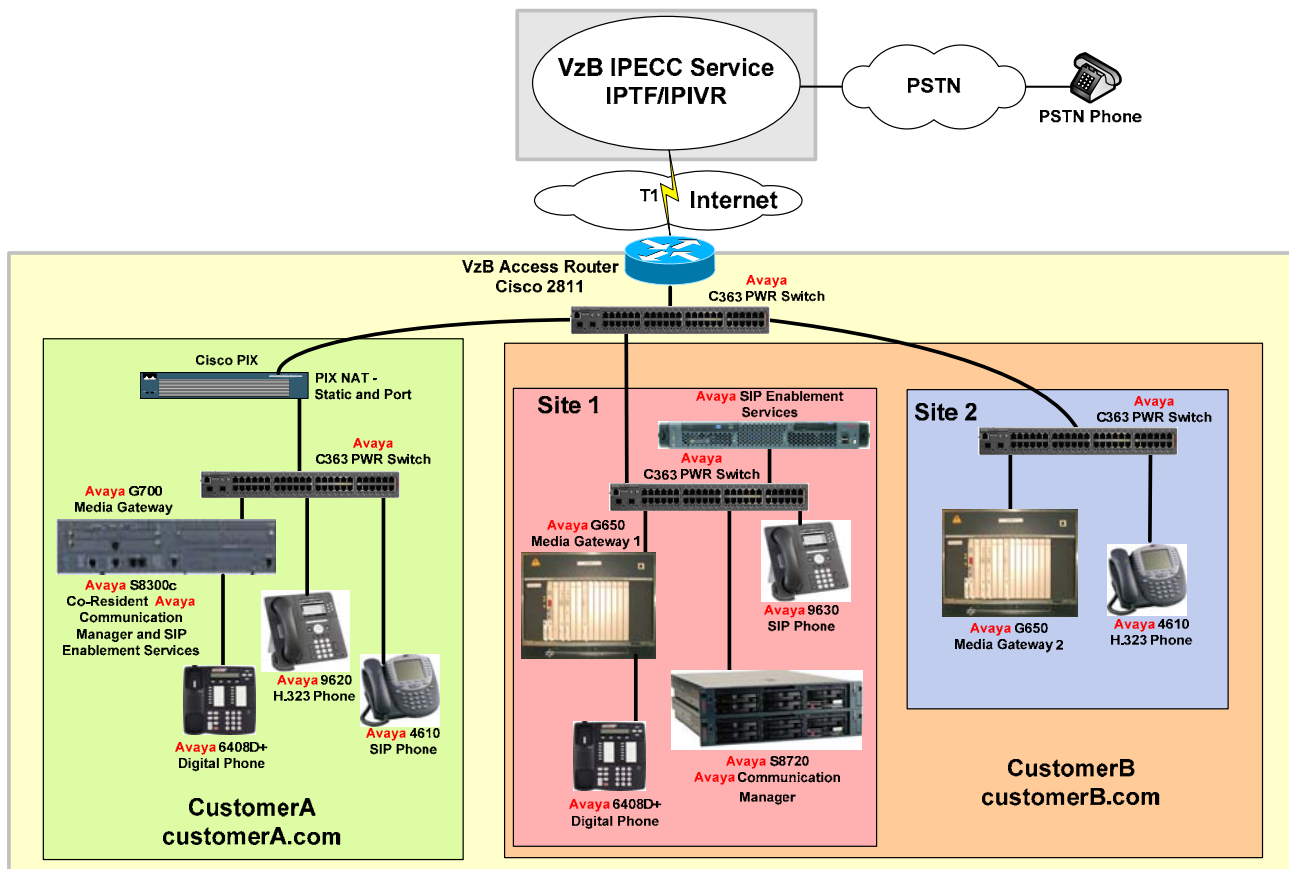 VzB IPECC Service
IPTF/IPIVR
PSTN
PSTN Phone
T1
Internet
VzB Access Router
Cisco 2811
Avaya
C363 PWR Switch
Cisco PIX
PIX NAT -
Static and Port
Avaya
C363 PWR Switch
Avaya G700
Media Gateway
Avaya S8300c
Co-Resident Avaya
Communication
Manager and SIP
Enablement Services
Avaya 9620
H.323 Phone
Avaya 6408D+
Digital Phone
Avaya 4610
SIP Phone
CustomerA
customerA.com
Site 1
Avaya SIP Enablement
Services
Avaya
C363 PWR Switch
Avaya G650
Media Gateway 1
Avaya 9630
SIP Phone
Avaya 6408D+
Digital Phone
Avaya S8720
Avaya Communication
Manager
Site 2
Avaya
C363 PWR Switch
Avaya G650
Media Gateway 2
Avaya 4610
H.323 Phone
CustomerB
customerB.com